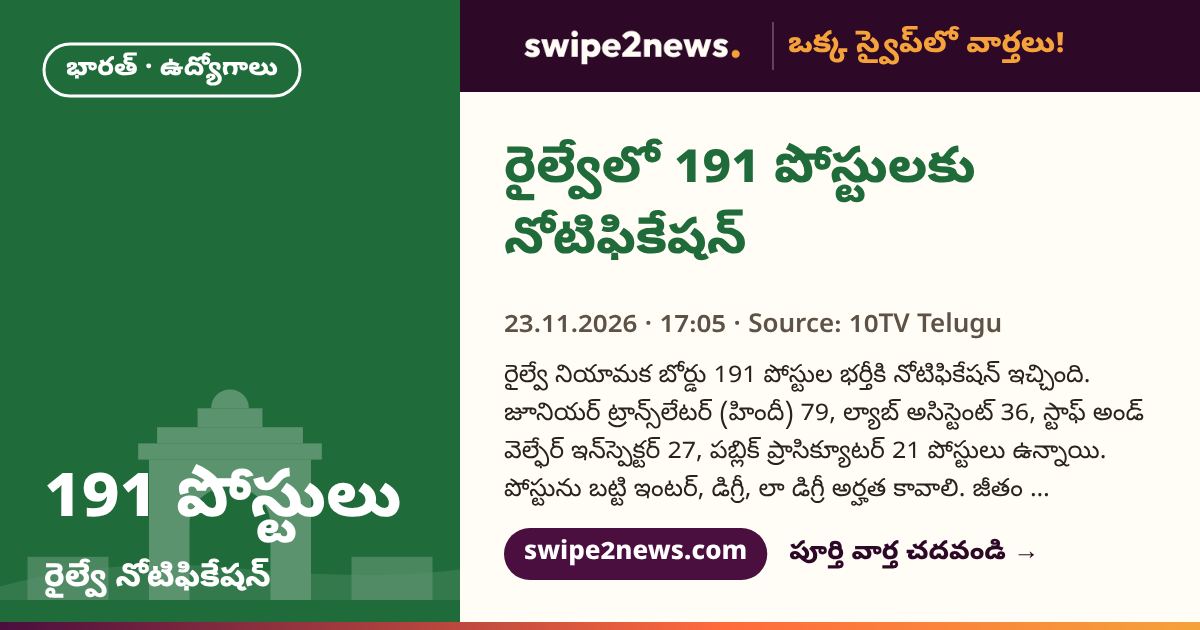 భారత్ · ఉద్యోగాలు
191 పోస్టులు
రైల్వే నోటిఫికేషన్
swipe2news.
ఒక్క స్వైప్‌లో వార్తలు!
రైల్వేలో 191 పోస్టులకు
నోటిఫికేషన్
23.11.2026 · 17:05 · Source: 10TV Telugu
రైల్వే నియామక బోర్డు 191 పోస్టుల భర్తీకి నోటిఫికేషన్ ఇచ్చింది.
జూనియర్ ట్రాన్స్‌లేటర్ (హిందీ) 79, ల్యాబ్ అసిస్టెంట్ 36, స్టాఫ్ అండ్
వెల్ఫేర్ ఇన్‌స్పెక్టర్ 27, పబ్లిక్ ప్రాసిక్యూటర్ 21 పోస్టులు ఉన్నాయి.
పోస్టును బట్టి ఇంటర్, డిగ్రీ, లా డిగ్రీ అర్హత కావాలి. జీతం ...
swipe2news.com
పూర్తి వార్త చదవండి →